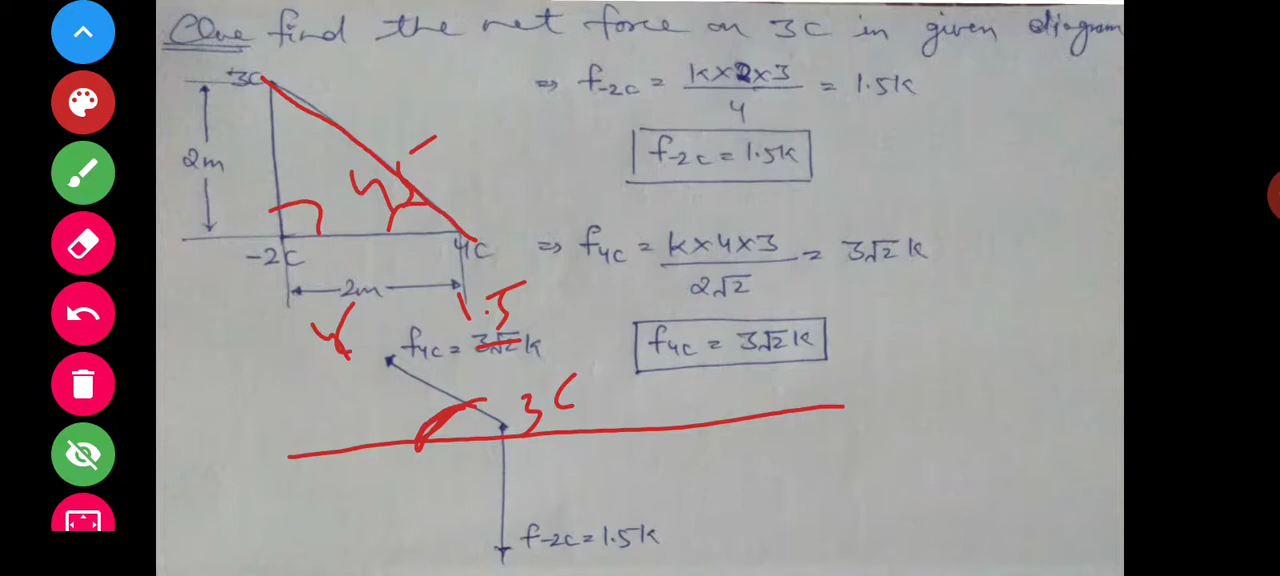 Que find the net force on 3C in given diagram
3C
2m
-2C
4C
2m
45
⇒ f-2C = K×2×3 / 4 = 1.5K
f-2C = 1.5K
⇒ f4C = K×4×3 / 2√2 = 3√2 K
f4C = 3√2 K
1.5
f4C = 3√2 K
3C
f-2C = 1.5K